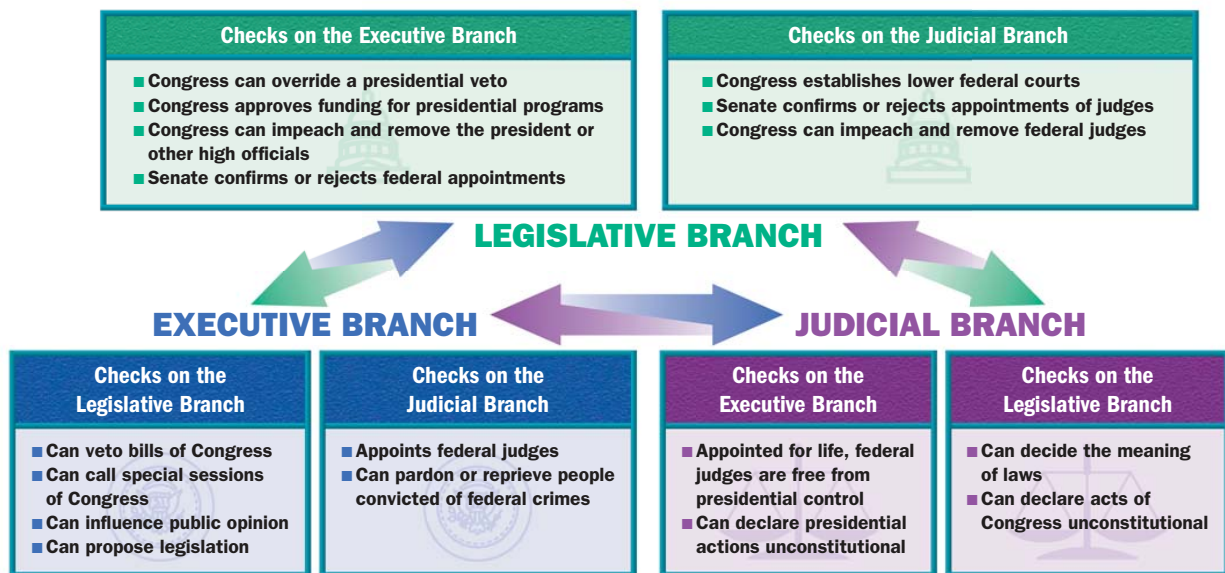 Checks on the Executive Branch
■ Congress can override a presidential veto
■ Congress approves funding for presidential programs
■ Congress can impeach and remove the president or
other high officials
■ Senate confirms or rejects federal appointments
Checks on the Judicial Branch
■ Congress establishes lower federal courts
■ Senate confirms or rejects appointments of judges
■ Congress can impeach and remove federal judges
LEGISLATIVE BRANCH
EXECUTIVE BRANCH
JUDICIAL BRANCH
Checks on the
Legislative Branch
■ Can veto bills of Congress
■ Can call special sessions
of Congress
■ Can influence public opinion
■ Can propose legislation
Checks on the
Judicial Branch
■ Appoints federal judges
■ Can pardon or reprieve people
convicted of federal crimes
Checks on the
Executive Branch
■ Appointed for life, federal
judges are free from
presidential control
■ Can declare presidential
actions unconstitutional
Checks on the
Legislative Branch
■ Can decide the meaning
of laws
■ Can declare acts of
Congress unconstitutional